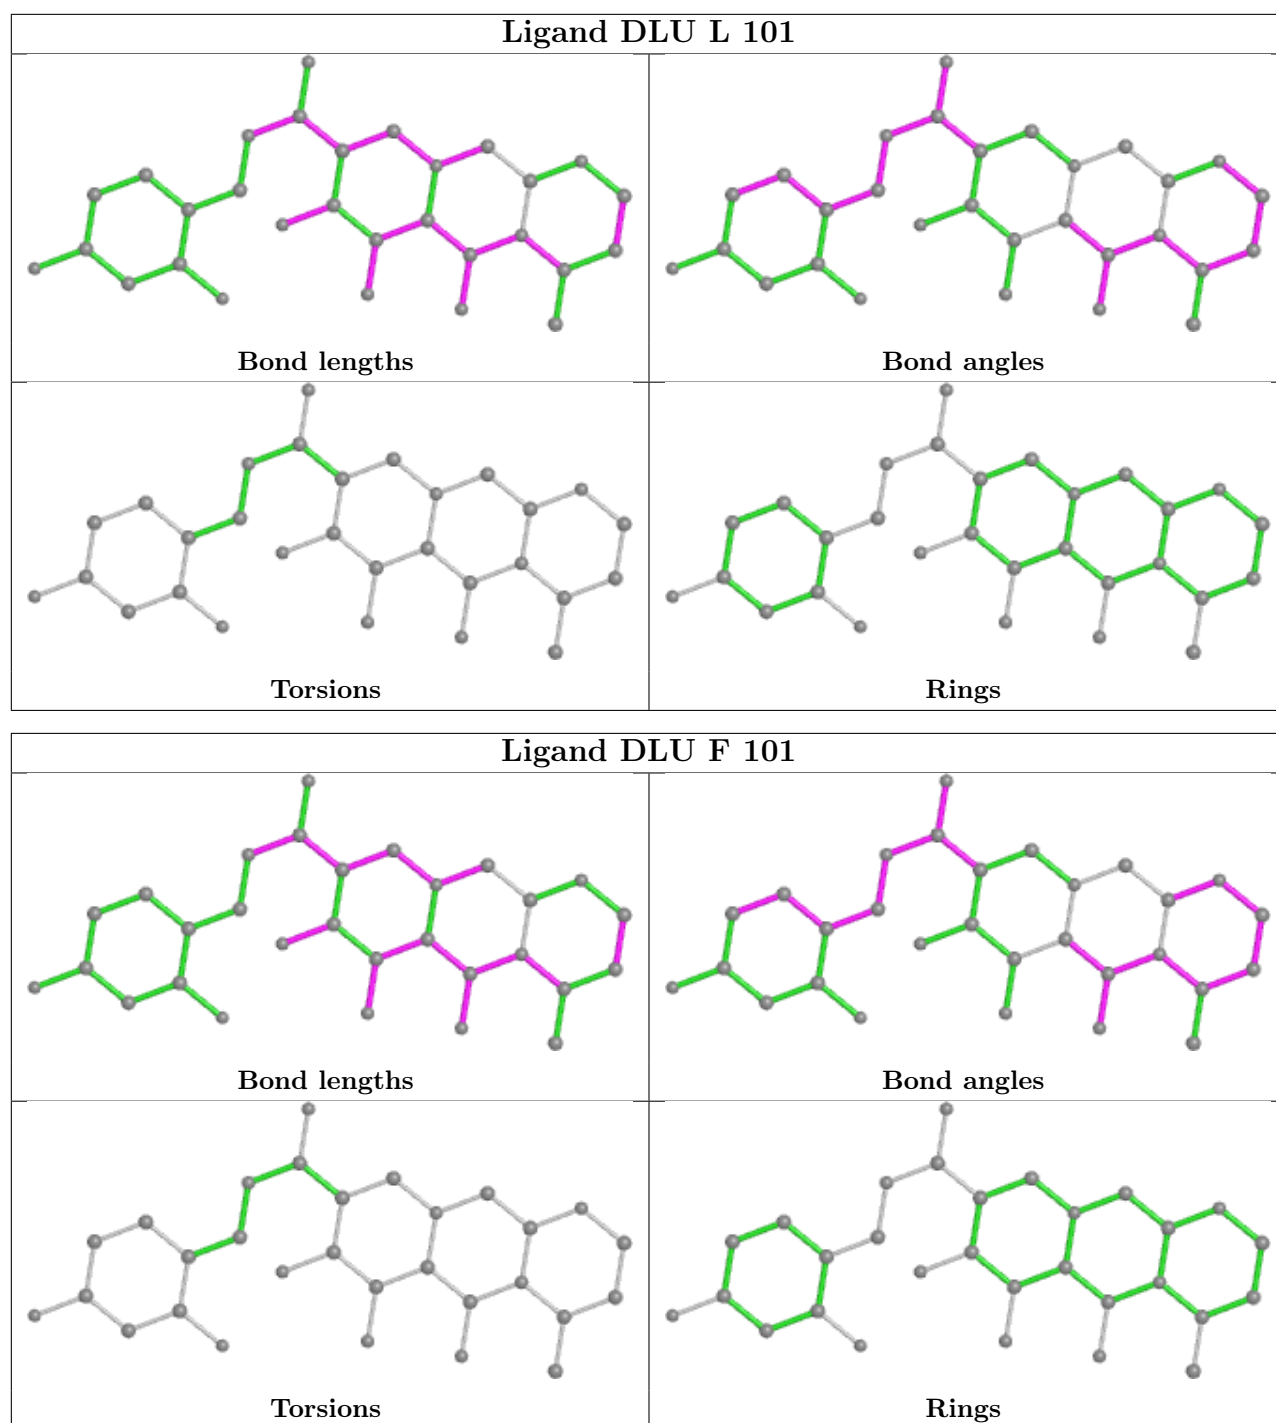 Ligand DLU L 101
Bond lengths
Bond angles
Torsions
Rings
Ligand DLU F 101
Bond lengths
Bond angles
Torsions
Rings